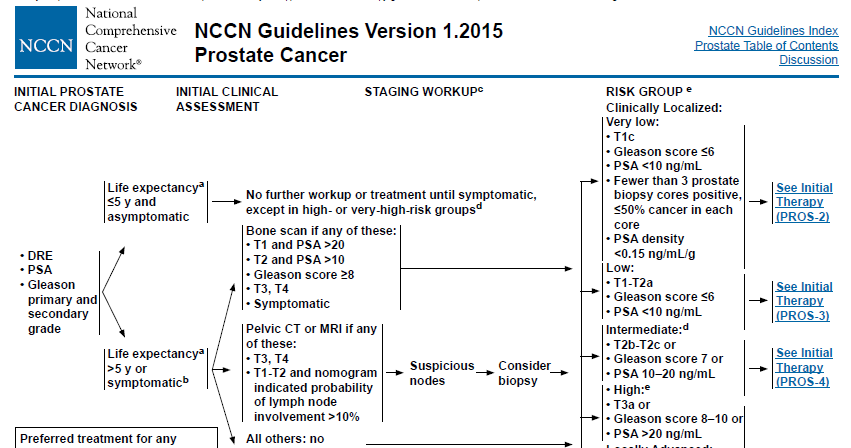 National
Comprehensive
NCCN Cancer
Network®
NCCN Guidelines Version 1.2015
Prostate Cancer
NCCN Guidelines Index
Prostate Table of Contents
Discussion
INITIAL PROSTATE
CANCER DIAGNOSIS
INITIAL CLINICAL
ASSESSMENT
STAGING WORKUPc
RISK GROUP e
• DRE
• PSA
• Gleason
primary and
secondary
grade
Life expectancya
≤5 y and
asymptomatic
Life expectancya
>5 y or
symptomaticb
No further workup or treatment until symptomatic,
except in high- or very-high-risk groupsd
Bone scan if any of these:
• T1 and PSA >20
• T2 and PSA >10
• Gleason score ≥8
• T3, T4
• Symptomatic
Pelvic CT or MRI if any
of these:
• T3, T4
• T1-T2 and nomogram
indicated probability
of lymph node
involvement >10%
Suspicious
nodes
Consider
biopsy
All others: no
Clinically Localized:
Very low:
• T1c
• Gleason score ≤6
• PSA <10 ng/mL
• Fewer than 3 prostate
biopsy cores positive,
≤50% cancer in each
core
• PSA density
<0.15 ng/mL/g
See Initial
Therapy
(PROS-2)
Low:
• T1-T2a
• Gleason score ≤6
• PSA <10 ng/mL
See Initial
Therapy
(PROS-3)
Intermediate:d
• T2b-T2c or
• Gleason score 7 or
• PSA 10–20 ng/mL
See Initial
Therapy
(PROS-4)
• High:e
• T3a or
• Gleason score 8–10 or
• PSA >20 ng/mL
Preferred treatment for any